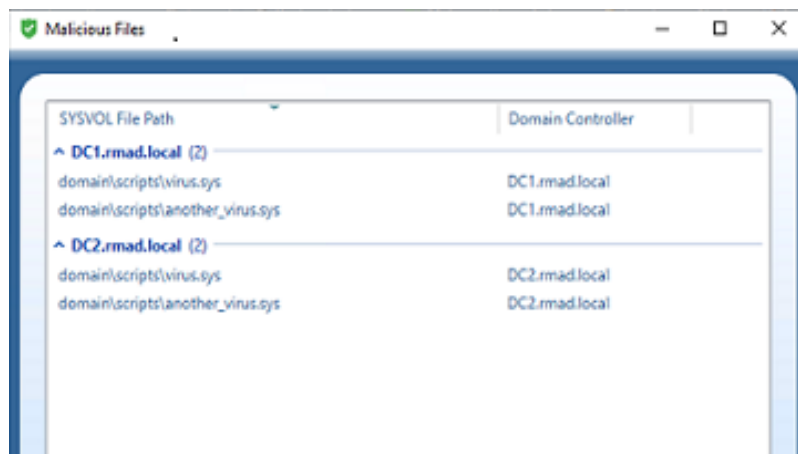 Malicious Files
SYSVOL File Path Domain Controller
DC1.rmad.local (2)
domain\scripts\virus.sys DC1.rmad.local
domain\scripts\another_virus.sys DC1.rmad.local
DC2.rmad.local (2)
domain\scripts\virus.sys DC2.rmad.local
domain\scripts\another_virus.sys DC2.rmad.local